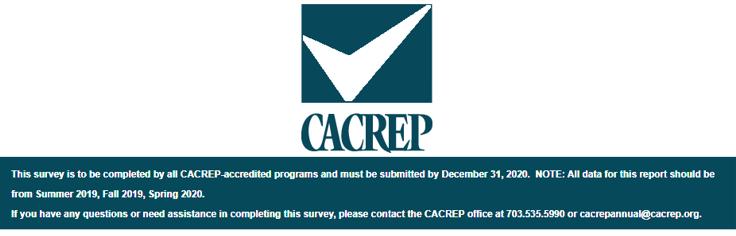 CACREP
This survey is to be completed by all CACREP-accredited programs and must be submitted by December 31, 2020.  NOTE: All data for this report should be
from Summer 2019, Fall 2019, Spring 2020.
If you have any questions or need assistance in completing this survey, please contact the CACREP office at 703.535.5990 or cacrepannual@cacrep.org.